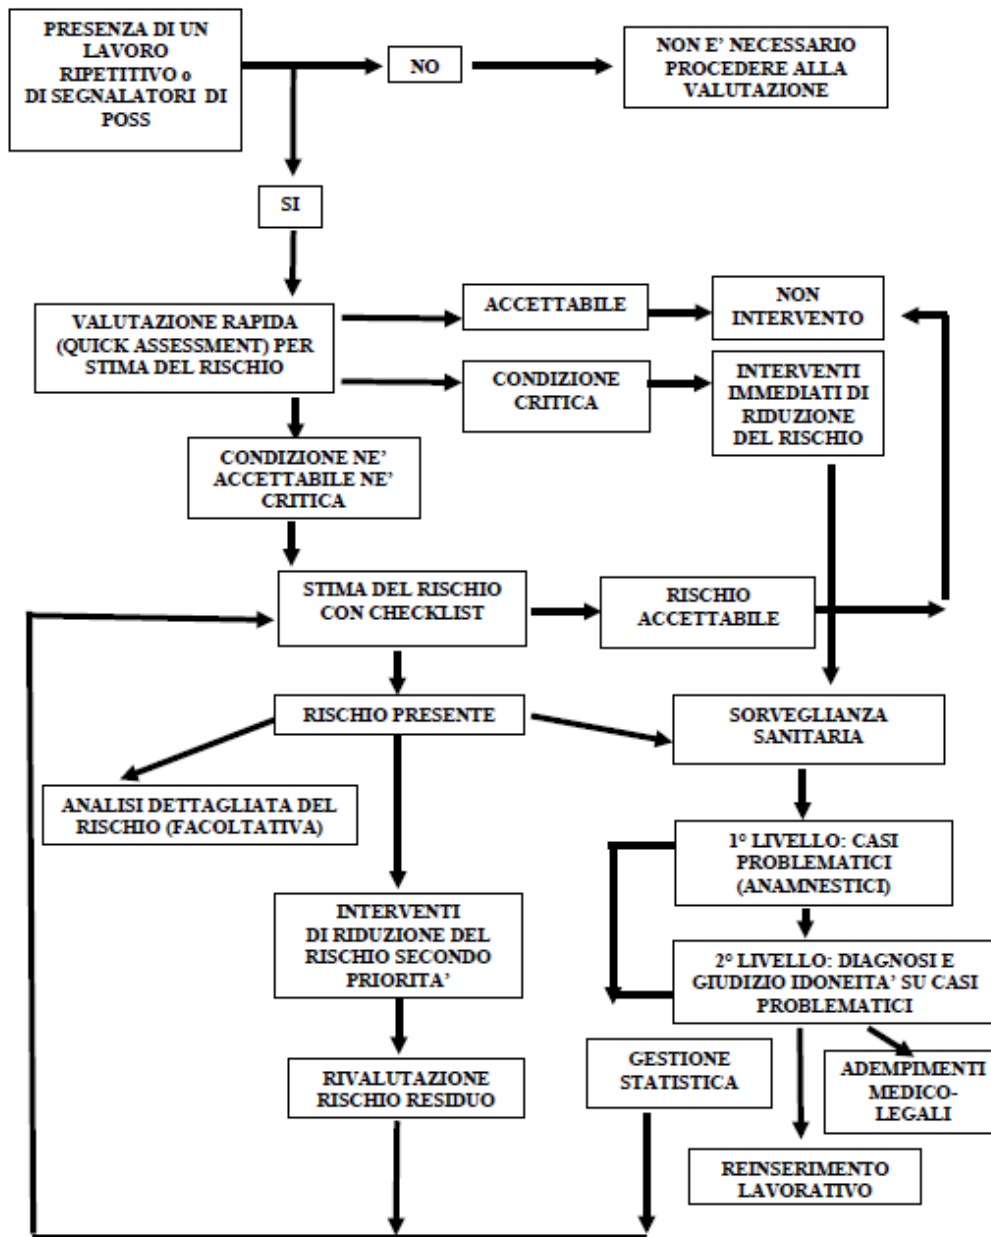 PRESENZA DI UN
LAVORO
RIPETITIVO o
DI SEGNALATORI DI
POSS
NO
NON E’ NECESSARIO
PROCEDERE ALLA
VALUTAZIONE
SI
VALUTAZIONE RAPIDA
(QUICK ASSESSMENT) PER
STIMA DEL RISCHIO
ACCETTABILE
NON
INTERVENTO
CONDIZIONE
CRITICA
INTERVENTI
IMMEDIATI DI
RIDUZIONE
DEL RISCHIO
CONDIZIONE NE’
ACCETTABILE NE’
CRITICA
STIMA DEL RISCHIO
CON CHECKLIST
RISCHIO
ACCETTABILE
RISCHIO PRESENTE
SORVEGLIANZA
SANITARIA
ANALISI DETTAGLIATA DEL
RISCHIO (FACOLTATIVA)
1° LIVELLO: CASI
PROBLEMATICI
(ANAMNESTICI)
INTERVENTI
DI RIDUZIONE DEL
RISCHIO SECONDO
PRIORITA’
2° LIVELLO: DIAGNOSI E
GIUDIZIO IDONEITA’ SU CASI
PROBLEMATICI
RIVALUTAZIONE
RISCHIO RESIDUO
GESTIONE
STATISTICA
ADEMPIMENTI
MEDICO-
LEGALI
REINSERIMENTO
LAVORATIVO